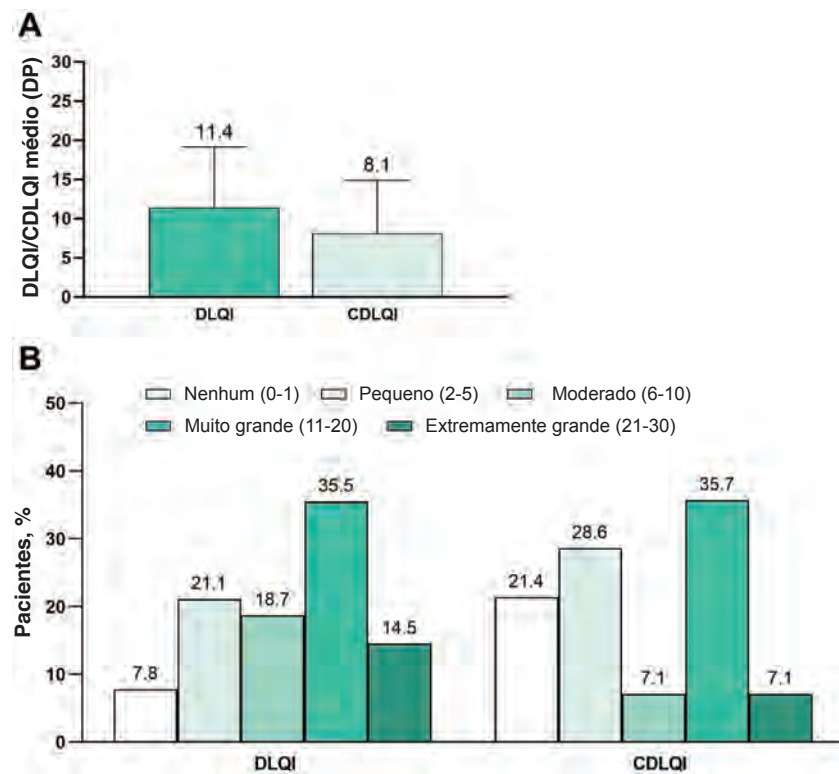 A
DLQI/CDLQI médio (DP)
30
25
20
15
10
5
0
11.4
8.1
DLQI
CDLQI
B
Nenhum (0-1)
Pequeno (2-5)
Moderado (6-10)
Muito grande (11-20)
Extremamente grande (21-30)
Pacientes, %
50
40
30
20
10
0
7.8
21.1
18.7
35.5
14.5
21.4
28.6
7.1
35.7
7.1
DLQI
CDLQI